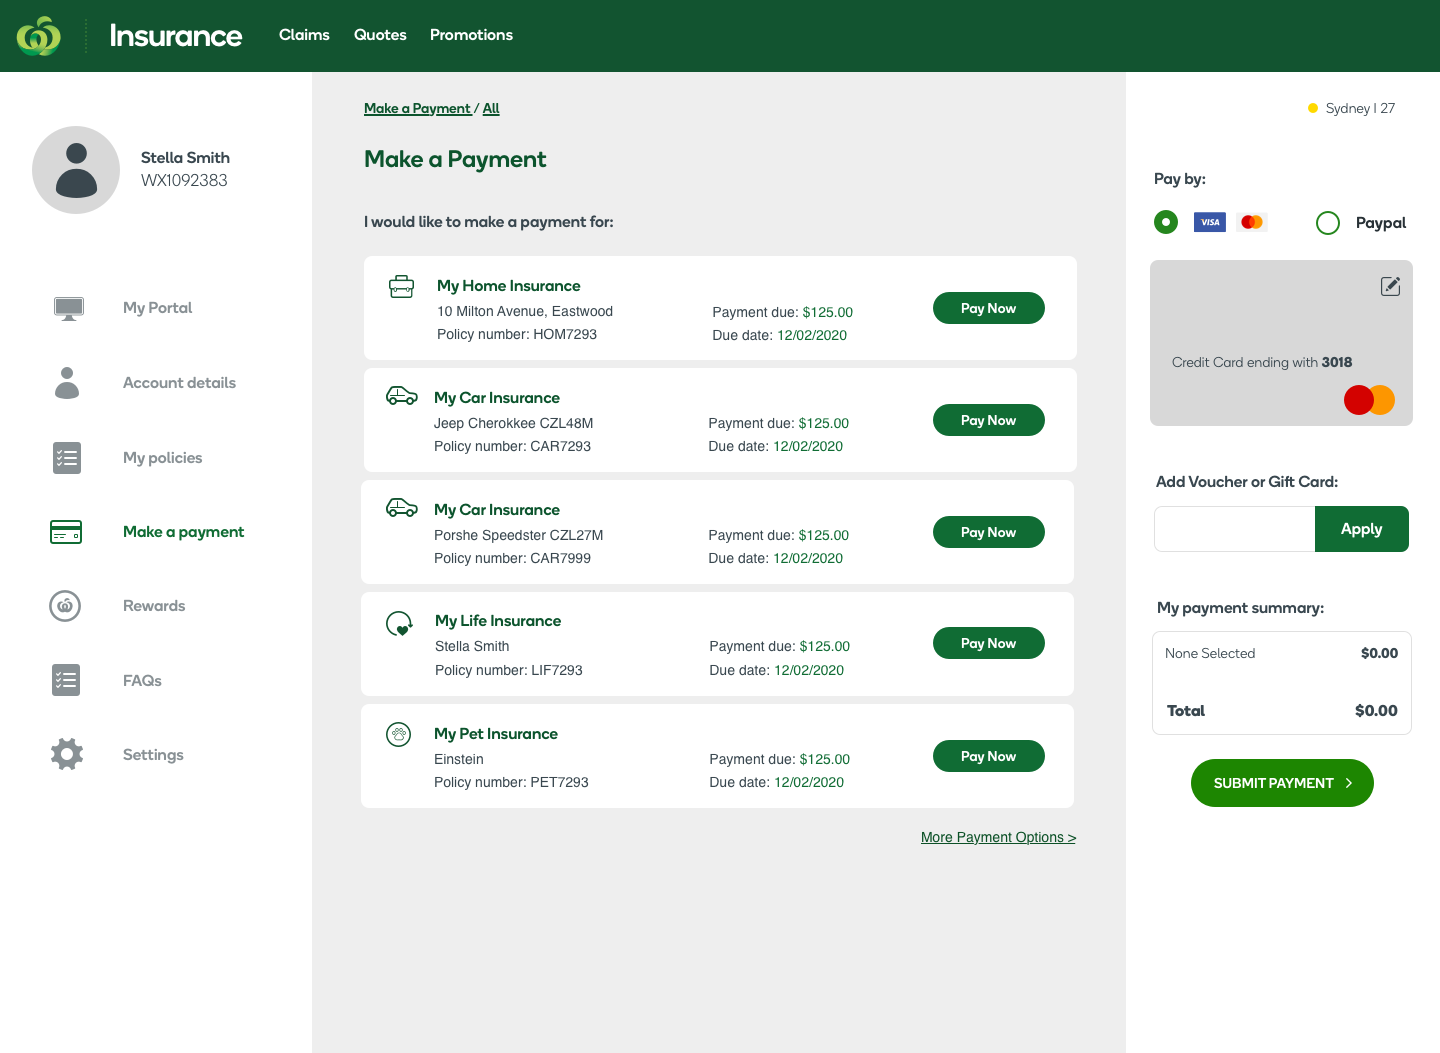 Insurance
Claims
Quotes
Promotions
Stella Smith
WX1092383
My Portal
Account details
My policies
Make a payment
Rewards
FAQs
Settings
Make a Payment / All
Make a Payment
I would like to make a payment for:
My Home Insurance
10 Milton Avenue, Eastwood
Policy number: HOM7293
Payment due: $125.00
Due date: 12/02/2020
Pay Now
My Car Insurance
Jeep Cherokkee CZL48M
Policy number: CAR7293
Payment due: $125.00
Due date: 12/02/2020
Pay Now
My Car Insurance
Porshe Speedster CZL27M
Policy number: CAR7999
Payment due: $125.00
Due date: 12/02/2020
Pay Now
My Life Insurance
Stella Smith
Policy number: LIF7293
Payment due: $125.00
Due date: 12/02/2020
Pay Now
My Pet Insurance
Einstein
Policy number: PET7293
Payment due: $125.00
Due date: 12/02/2020
Pay Now
More Payment Options >
Sydney | 27
Pay by:
VISA
Paypal
Credit Card ending with 3018
Add Voucher or Gift Card:
Apply
My payment summary:
None Selected $0.00
Total $0.00
SUBMIT PAYMENT